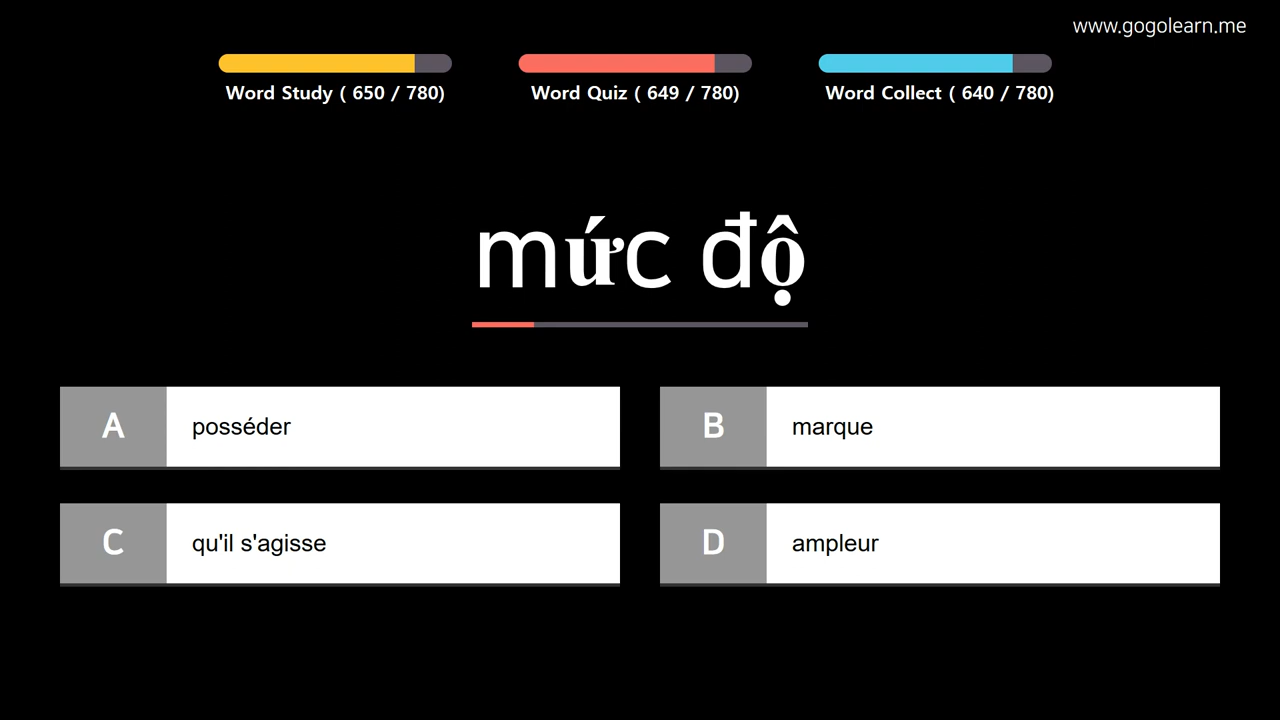 www.gogolearn.me
Word Study ( 650 / 780)
Word Quiz ( 649 / 780)
Word Collect ( 640 / 780)
mức độ
A posséder
B marque
C qu'il s'agisse
D ampleur